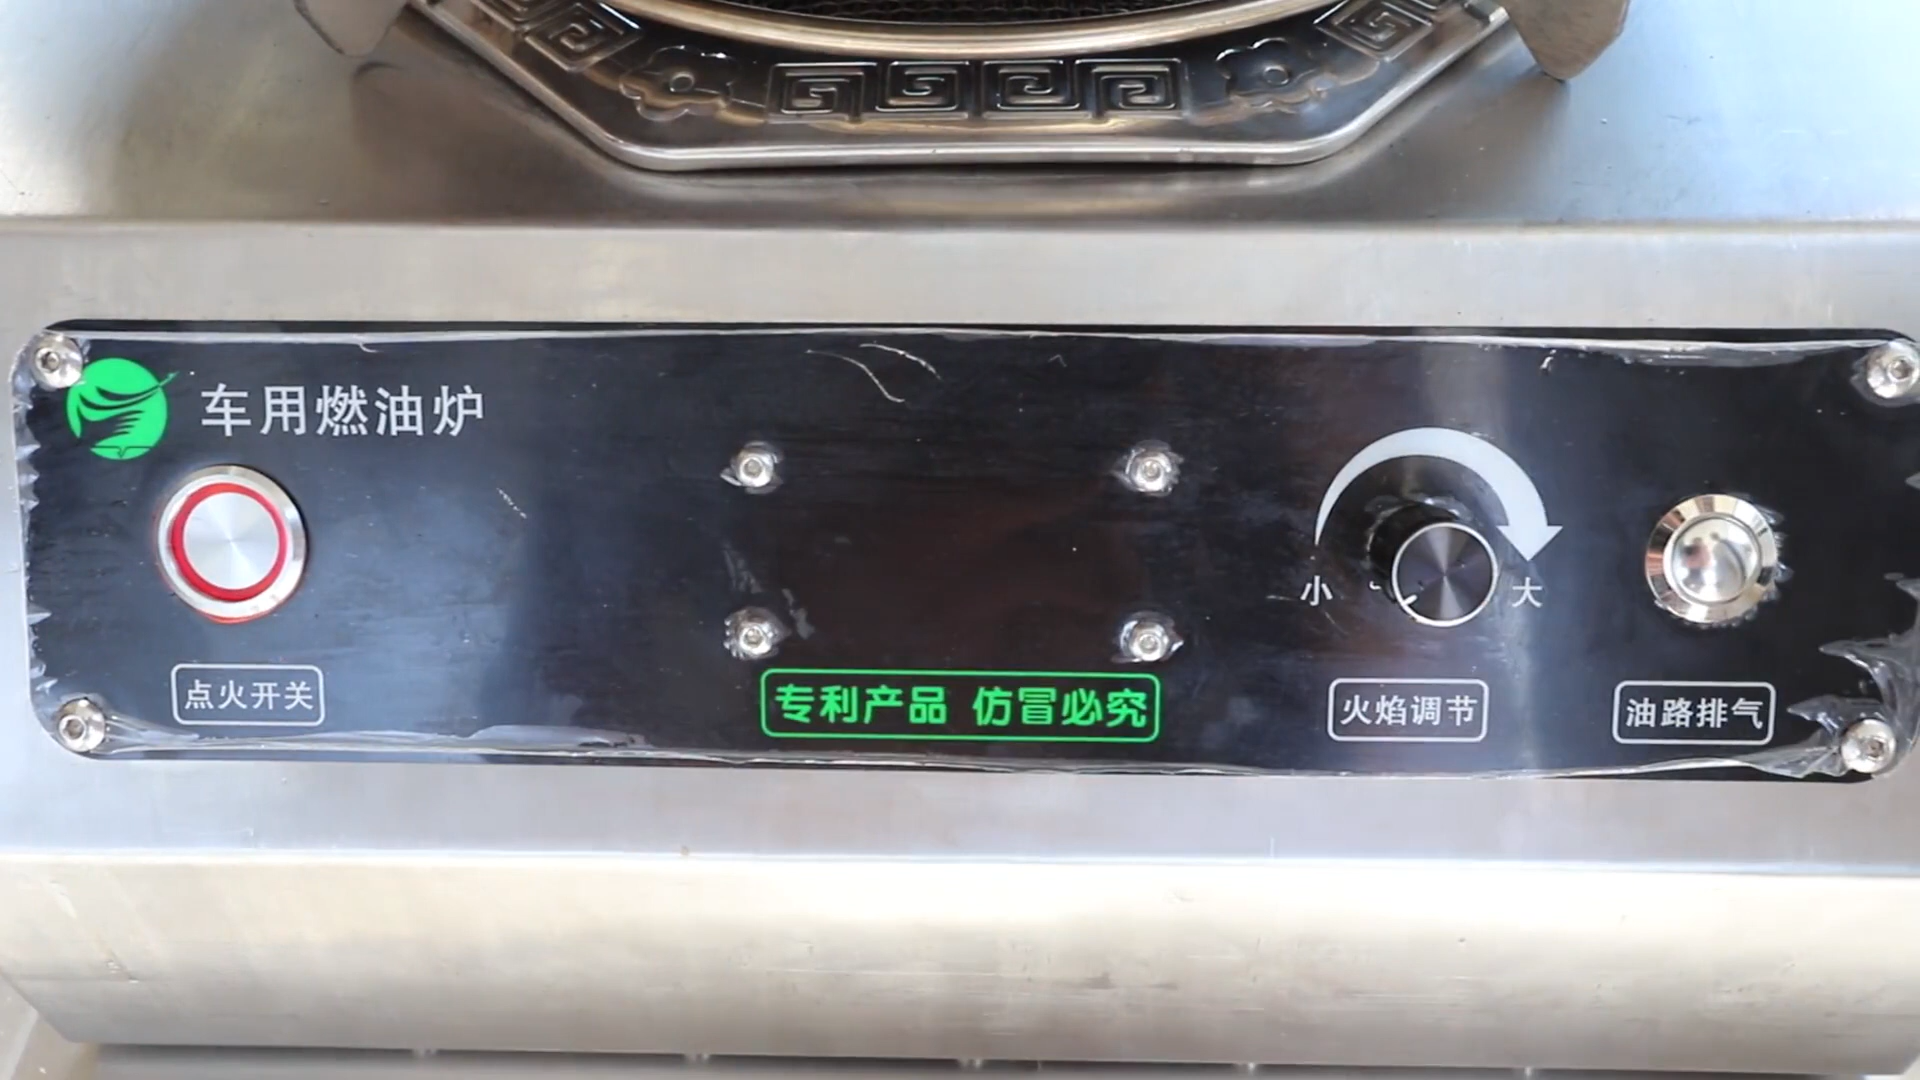 车用燃油炉
小
大
点火开关
专利产品 仿冒必究
火焰调节
油路排气